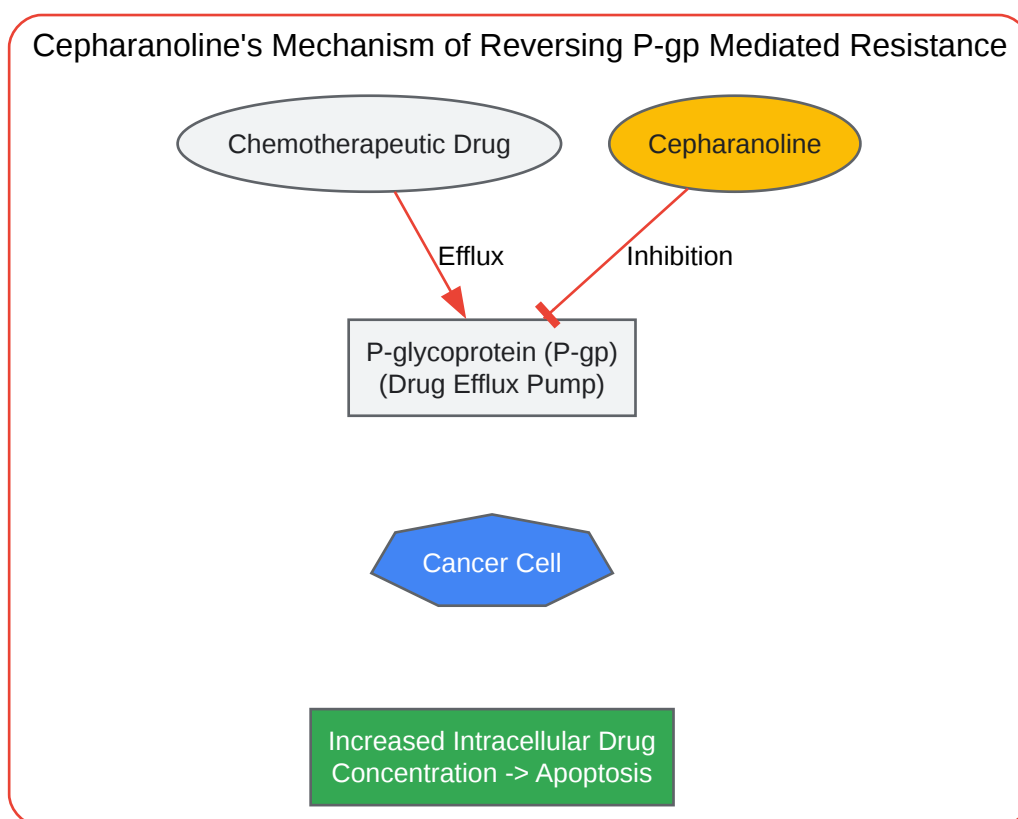 Cepharanoline's Mechanism of Reversing P-gp Mediated Resistance
Chemotherapeutic Drug
Cepharanoline
Efflux
Inhibition
P-glycoprotein (P-gp)
(Drug Efflux Pump)
Cancer Cell
Increased Intracellular Drug
Concentration -> Apoptosis